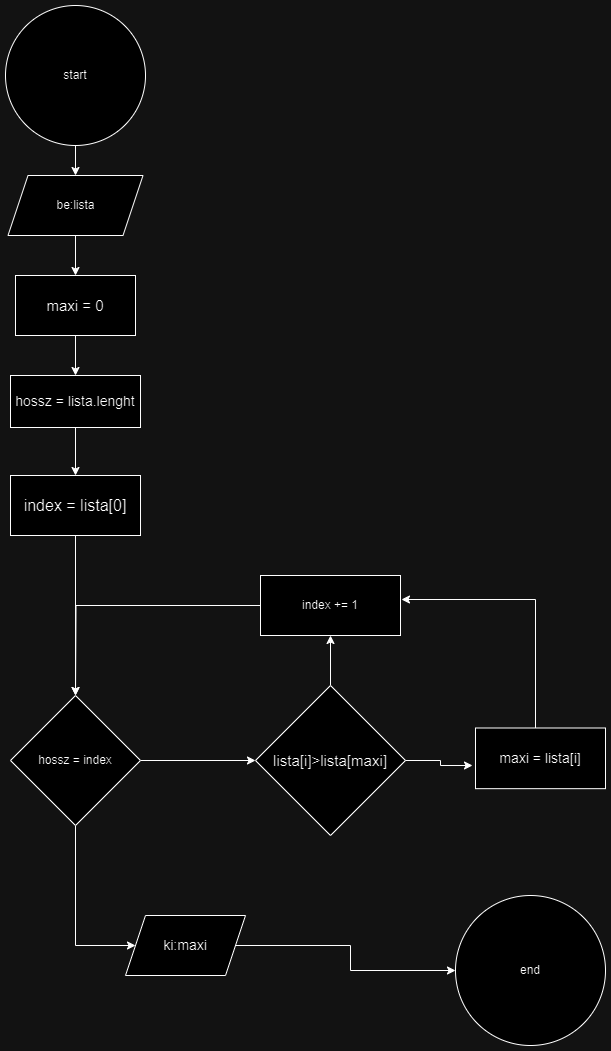 start
be:lista
maxi = 0
hossz = lista.lenght
index = lista[0]
index += 1
hossz = index
lista[i]>lista[maxi]
maxi = lista[i]
ki:maxi
end